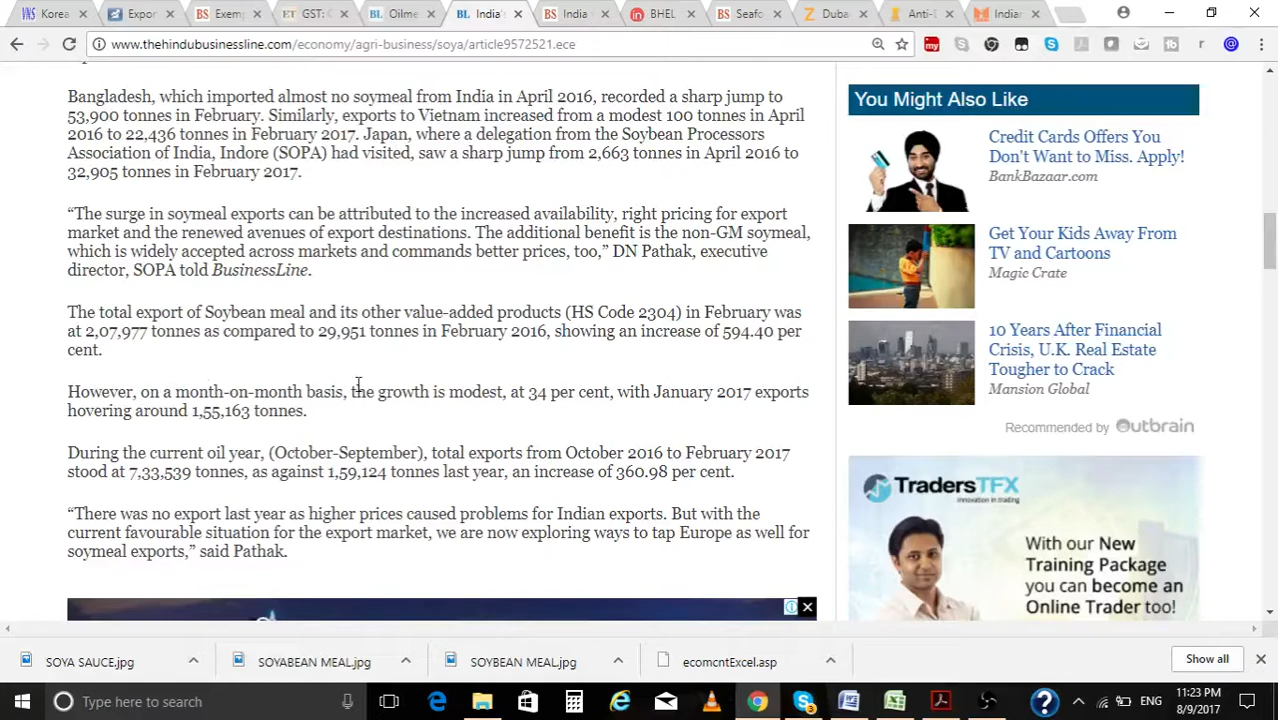 Korea
Expor
Exemp
GST: C
Oilme
India's
India
BHEL
Seafo
Duba
Anti-
Indian
www.thehindubusinessline.com/economy/agri-business/soya/article9572521.ece
Bangladesh, which imported almost no soymeal from India in April 2016, recorded a sharp jump to
53,900 tonnes in February. Similarly, exports to Vietnam increased from a modest 100 tonnes in April
2016 to 22,436 tonnes in February 2017. Japan, where a delegation from the Soybean Processors
Association of India, Indore (SOPA) had visited, saw a sharp jump from 2,663 tonnes in April 2016 to
32,905 tonnes in February 2017.
“The surge in soymeal exports can be attributed to the increased availability, right pricing for export
market and the renewed avenues of export destinations. The additional benefit is the non-GM soymeal,
which is widely accepted across markets and commands better prices, too,” DN Pathak, executive
director, SOPA told BusinessLine.
The total export of Soybean meal and its other value-added products (HS Code 2304) in February was
at 2,07,977 tonnes as compared to 29,951 tonnes in February 2016, showing an increase of 594.40 per
cent.
However, on a month-on-month basis, the growth is modest, at 34 per cent, with January 2017 exports
hovering around 1,55,163 tonnes.
During the current oil year, (October-September), total exports from October 2016 to February 2017
stood at 7,33,539 tonnes, as against 1,59,124 tonnes last year, an increase of 360.98 per cent.
“There was no export last year as higher prices caused problems for Indian exports. But with the
current favourable situation for the export market, we are now exploring ways to tap Europe as well for
soymeal exports,” said Pathak.
You Might Also Like
Credit Cards Offers You
Don't Want to Miss. Apply!
BankBazaar.com
Get Your Kids Away From
TV and Cartoons
Magic Crate
10 Years After Financial
Crisis, U.K. Real Estate
Tougher to Crack
Mansion Global
Recommended by Outbrain
TradersTFX
innovation in trading
With our New
Training Package
you can become an
Online Trader too!
SOYA SAUCE.jpg
SOYABEAN MEAL.jpg
SOYBEAN MEAL.jpg
ecomcntExcel.asp
Show all
Type here to search
ENG
11:23 PM
8/9/2017